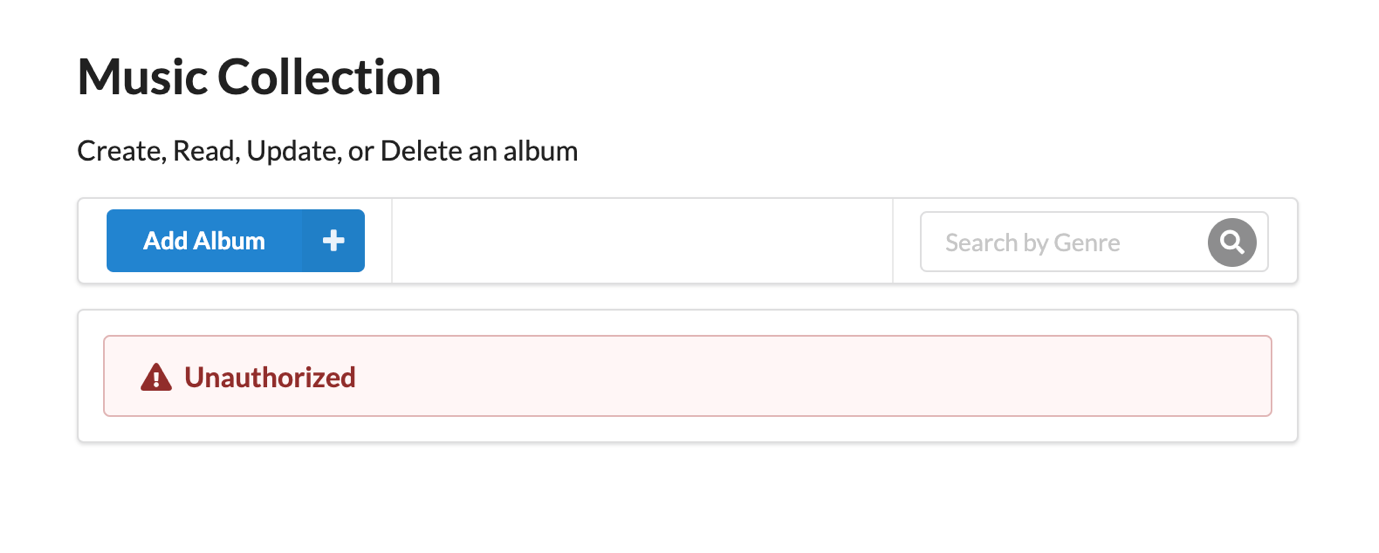 Music Collection
Create, Read, Update, or Delete an album
Add Album
Search by Genre
Unauthorized